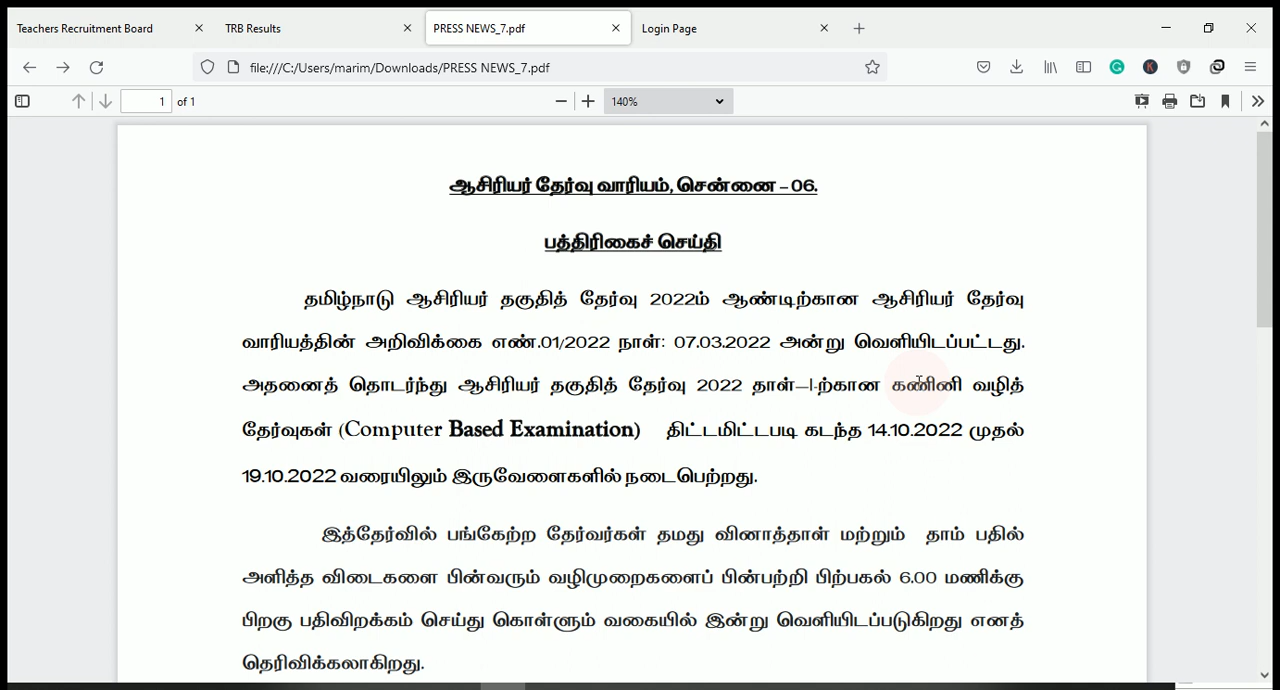 Teachers Recruitment Board
TRB Results
PRESS NEWS_7.pdf
Login Page
file:///C:/Users/marim/Downloads/PRESS NEWS_7.pdf
1 of 1
140%
ஆசிரியர் தேர்வு வாரியம், சென்னை – 06.
பத்திரிகைச் செய்தி
தமிழ்நாடு ஆசிரியர் தகுதித் தேர்வு 2022ம் ஆண்டிற்கான ஆசிரியர் தேர்வு
வாரியத்தின் அறிவிக்கை எண்.01/2022 நாள்: 07.03.2022 அன்று வெளியிடப்பட்டது.
அதனைத் தொடர்ந்து ஆசிரியர் தகுதித் தேர்வு 2022 தாள்–I-ற்கான கணினி வழித்
தேர்வுகள் (Computer Based Examination) திட்டமிட்டபடி கடந்த 14.10.2022 முதல்
19.10.2022 வரையிலும் இருவேளைகளில் நடைபெற்றது.
இத்தேர்வில் பங்கேற்ற தேர்வர்கள் தமது வினாத்தாள் மற்றும் தாம் பதில்
அளித்த விடைகளை பின்வரும் வழிமுறைகளைப் பின்பற்றி பிற்பகல் 6.00 மணிக்கு
பிறகு பதிவிறக்கம் செய்து கொள்ளும் வகையில் இன்று வெளியிடப்படுகிறது எனத்
தெரிவிக்கலாகிறது.